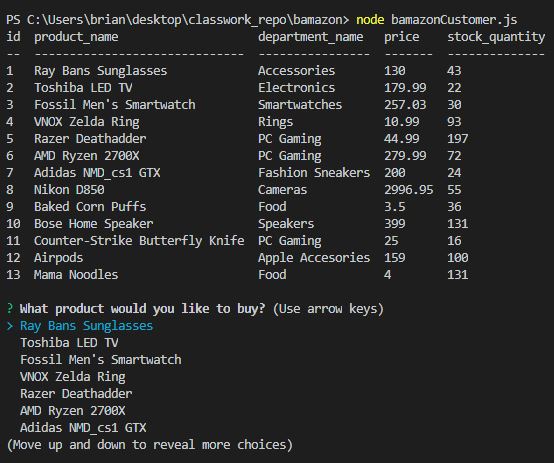 PS C:\Users\brian\desktop\classwork_repo\bamazon> node bamazonCustomer.js
id  product_name                    department_name   price    stock_quantity
--  ------------------------------  ----------------  -------  --------------
1   Ray Bans Sunglasses             Accessories       130      43
2   Toshiba LED TV                  Electronics       179.99   22
3   Fossil Men's Smartwatch         Smartwatches      257.03   30
4   VNOX Zelda Ring                 Rings             10.99    93
5   Razer Deathadder                PC Gaming         44.99    197
6   AMD Ryzen 2700X                 PC Gaming         279.99   72
7   Adidas NMD_cs1 GTX              Fashion Sneakers  200      24
8   Nikon D850                      Cameras           2996.95  55
9   Baked Corn Puffs                Food              3.5      36
10  Bose Home Speaker               Speakers          399      131
11  Counter-Strike Butterfly Knife  PC Gaming         25       16
12  Airpods                         Apple Accesories  159      100
13  Mama Noodles                    Food              4        131
? What product would you like to buy? (Use arrow keys)
> Ray Bans Sunglasses
  Toshiba LED TV
  Fossil Men's Smartwatch
  VNOX Zelda Ring
  Razer Deathadder
  AMD Ryzen 2700X
  Adidas NMD_cs1 GTX
(Move up and down to reveal more choices)